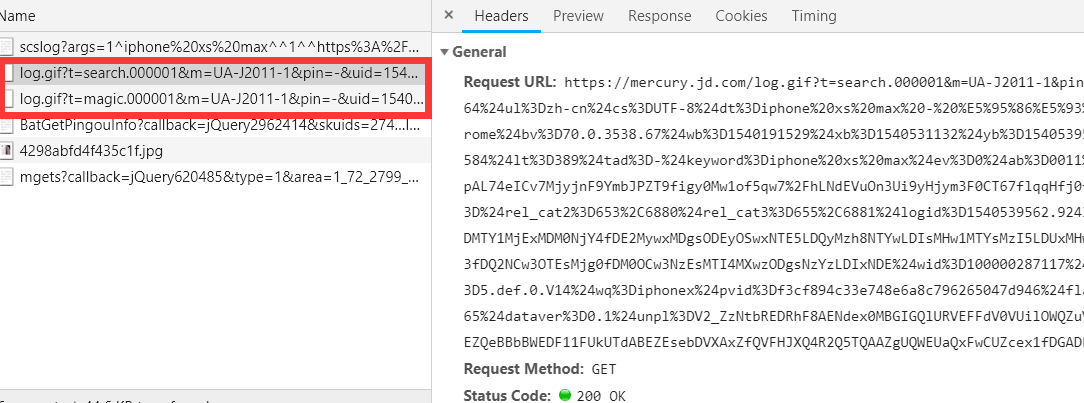 Name
scslog?args=1^iphone%20xs%20max^^1^^https%3A%2F...
log.gif?t=search.000001&m=UA-J2011-1&pin=-&uid=154...
log.gif?t=magic.000001&m=UA-J2011-1&pin=-&uid=1540...
BatGetPingouInfo?callback=jQuery2962414&skuids=274...l...
4298abfd4f435c1f.jpg
mgets?callback=jQuery620485&type=1&area=1_72_2799_...
× Headers Preview Response Cookies Timing
▼ General
Request URL: https://mercury.jd.com/log.gif?t=search.000001&m=UA-J2011-1&pin
64%24ul%3Dzh-cn%24cs%3DUTF-8%24dt%3Diphone%20xs%20max%20-%20%E5%95%86%E5%93
rome%24bv%3D70.0.3538.67%24wb%3D1540191529%24xb%3D1540531132%24yb%3D1540539
584%24lt%3D389%24tad%3D-%24keyword%3Diphone%20xs%20max%24ev%3D0%24ab%3D0011
pAL74eICv7MjyjnF9YmbJPZT9figy0Mw1of5qw7%2FhLNdEVuOn3Ui9yHjym3F0CT67flqqHfj0
3D%24rel_cat2%3D653%2C6880%24rel_cat3%3D655%2C6881%24logid%3D1540539562.924
DMTY1MjExMDM0NjY4fDE2MywxMDgsODEyOSwxNTE5LDQyMzh8NTYwLDIsMHw1MTYsMzI5LDUxMHw
3fDQ2NCw3OTEsMjg0fDM0OCw3NzEsMTI4MXwzODgsNzYzLDIxNDE%24wid%3D100000287117%24
3D5.def.0.V14%24wq%3Diphonex%24pvid%3Df3cf894c33e748e6a8c796265047d946%24fl
65%24dataver%3D0.1%24unpl%3DV2_ZzNtbREDRhF8AENdex0MBGIGQlURVEFFdV0VUilOWQZu
EZQeBBbBWEDF11FUkUTdABEZEsebDVXAxZfQVFHJXQ4R2Q5TQAAZgUQWEUaQxFwCUZcex1fDGAD
Request Method: GET
Status Code: 200 OK